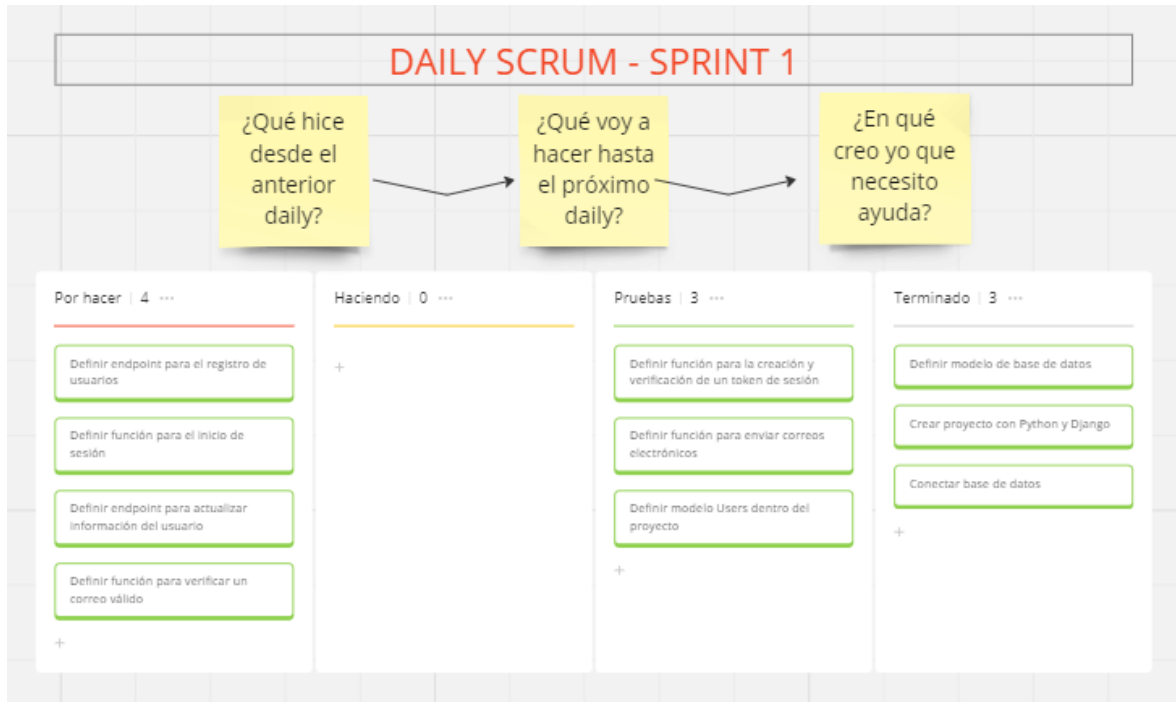 DAILY SCRUM - SPRINT 1
¿Qué hice
desde el
anterior
daily?
¿Qué voy a
hacer hasta
el próximo
daily?
¿En qué
creo yo que
necesito
ayuda?
Por hacer | 4 ...
Definir endpoint para el registro de
usuarios
Definir función para el inicio de
sesión
Definir endpoint para actualizar
información del usuario
Definir función para verificar un
correo válido
+
Haciendo | 0 ...
+
Pruebas | 3 ...
Definir función para la creación y
verificación de un token de sesión
Definir función para enviar correos
electrónicos
Definir modelo Users dentro del
proyecto
+
Terminado | 3 ...
Definir modelo de base de datos
Crear proyecto con Python y Django
Conectar base de datos
+